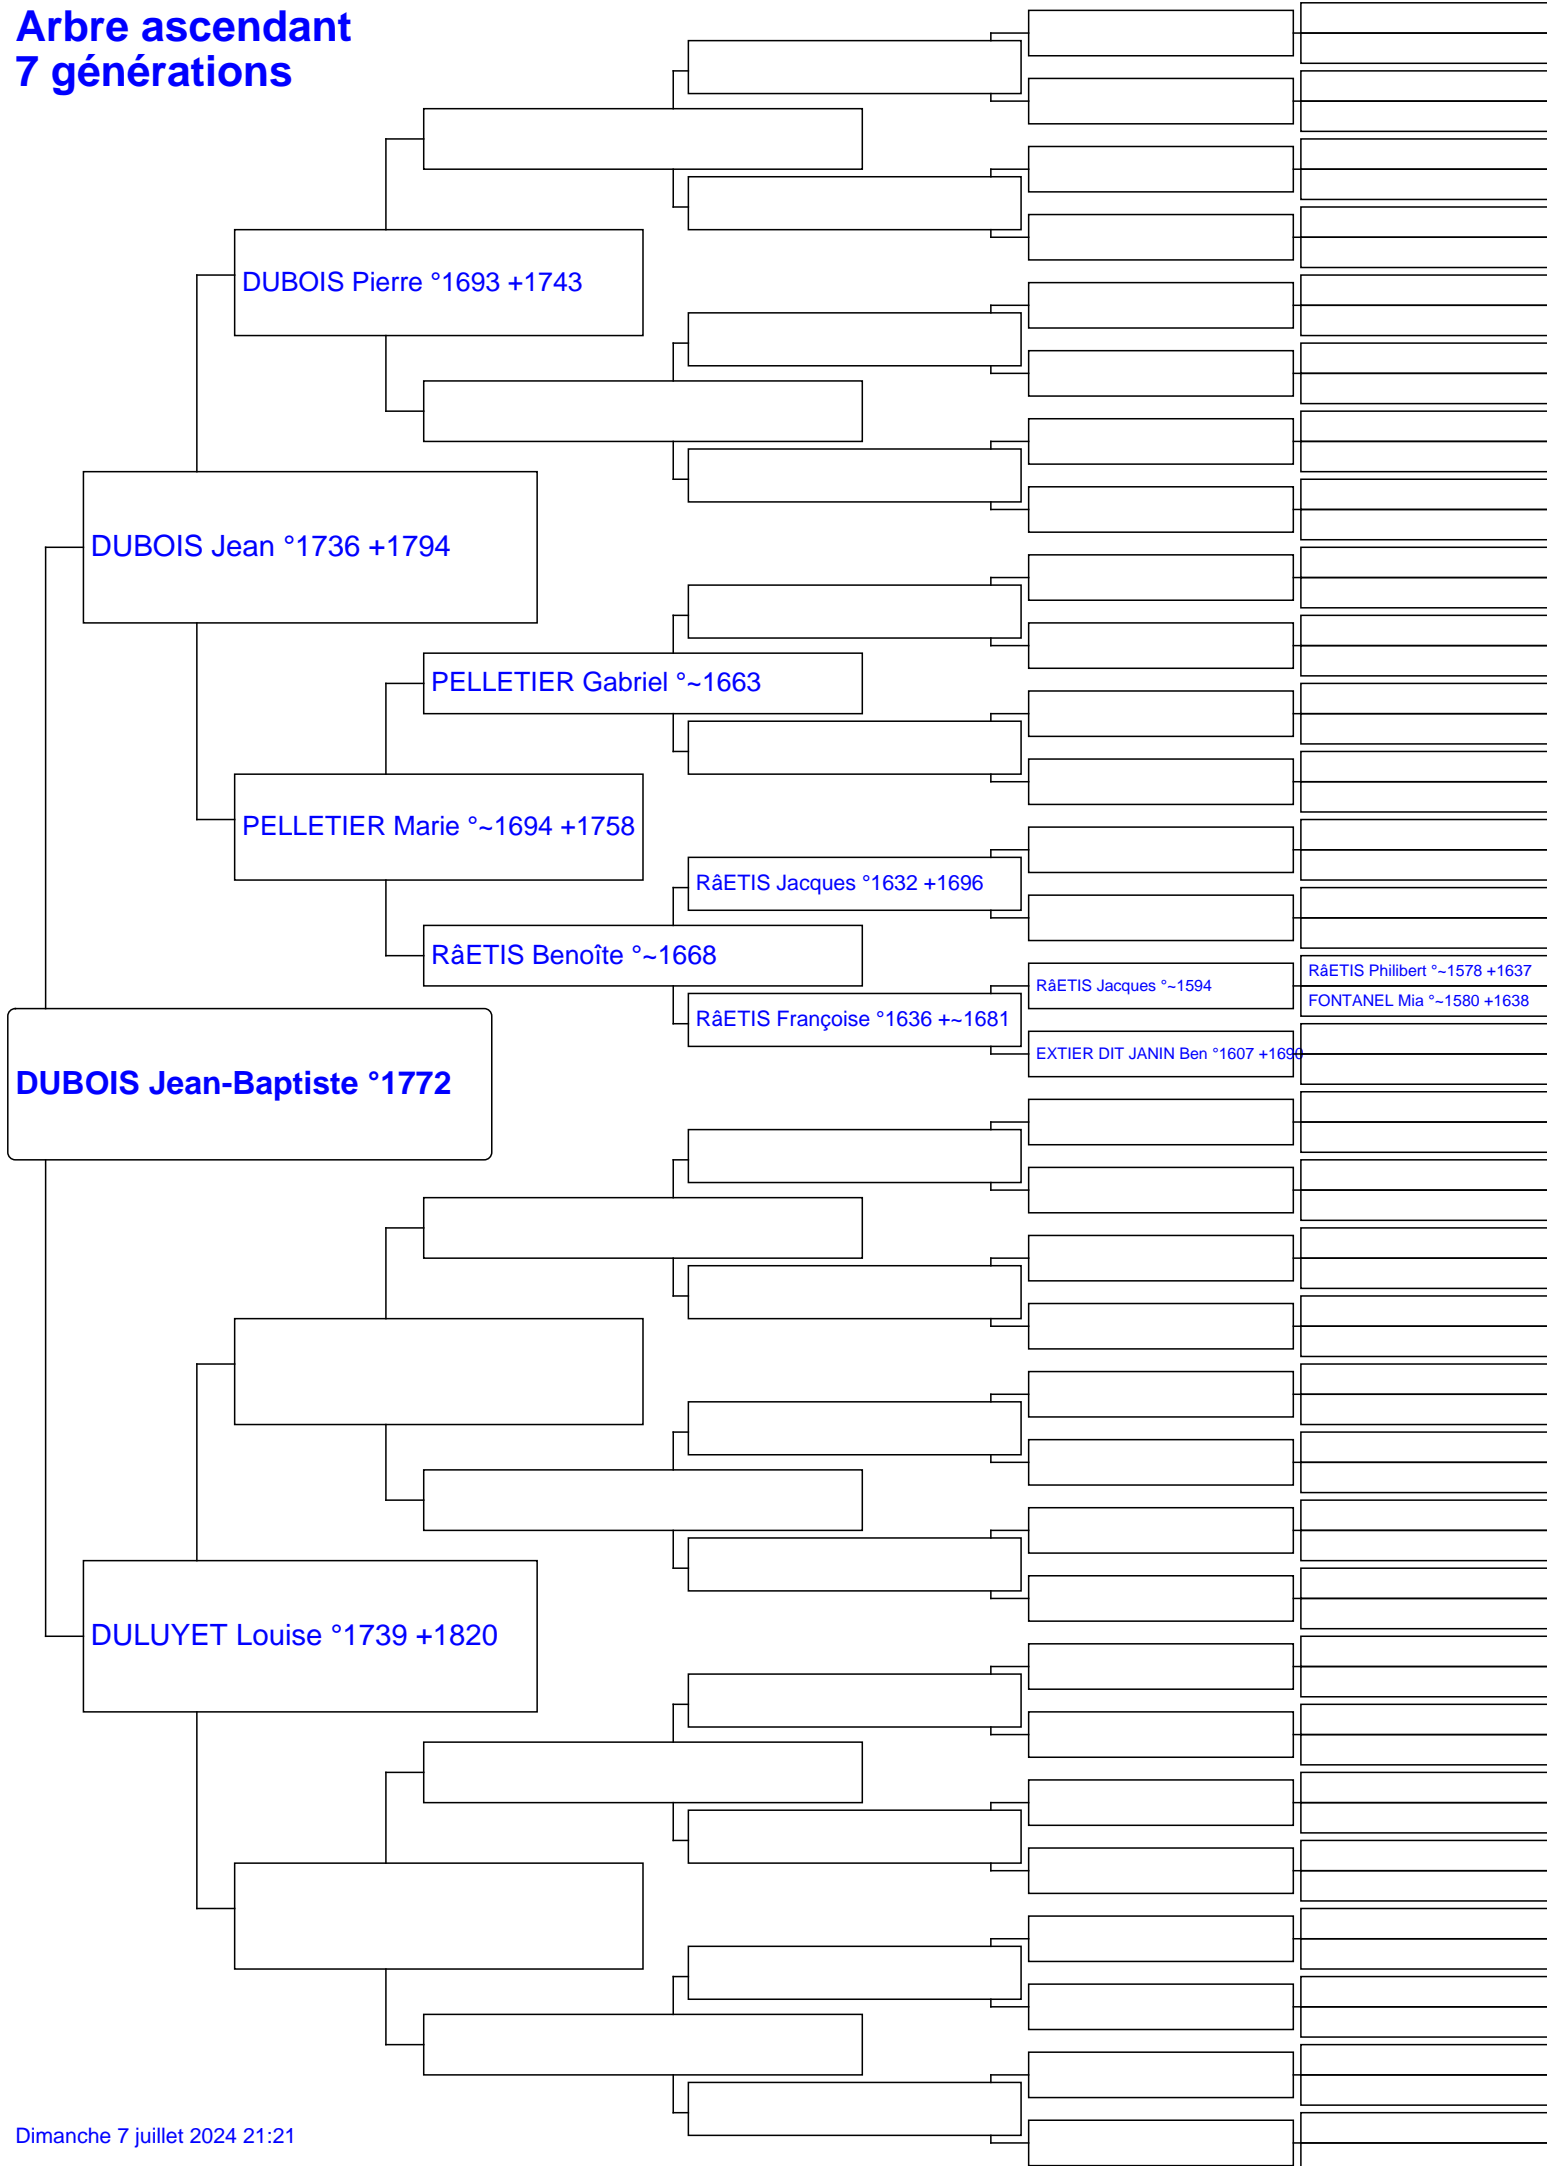 Arbre ascendant
7 générations
DUBOIS Pierre °1693 +1743
DUBOIS Jean °1736 +1794
PELLETIER Gabriel °~1663
PELLETIER Marie °~1694 +1758
RâETIS Jacques °1632 +1696
RâETIS Benoîte °~1668
RâETIS Philibert °~1578 +1637
RâETIS Jacques °~1594
FONTANEL Mia °~1580 +1638
RâETIS Françoise °1636 +~1681
EXTIER DIT JANIN Ben °1607 +1690
DUBOIS Jean-Baptiste °1772
DULUYET Louise °1739 +1820
Dimanche 7 juillet 2024 21:21